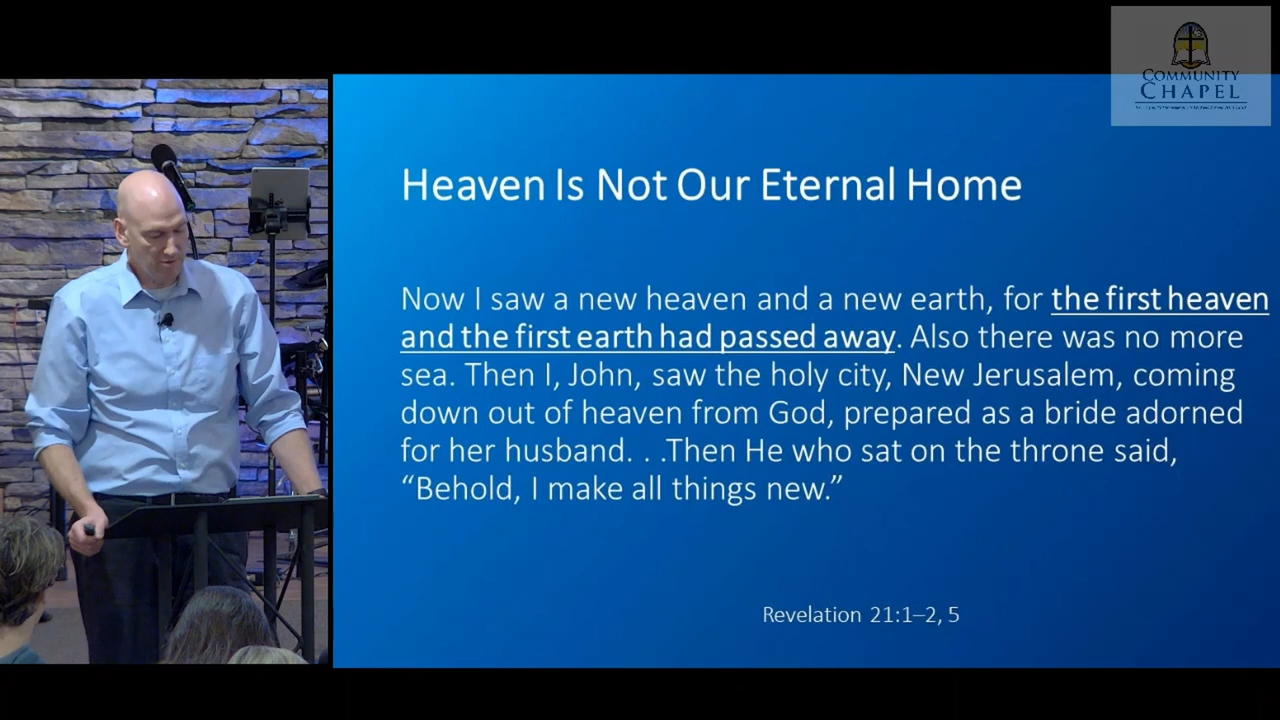 COMMUNITY
CHAPEL
Heaven Is Not Our Eternal Home
Now I saw a new heaven and a new earth, for the first heaven
and the first earth had passed away. Also there was no more
sea. Then I, John, saw the holy city, New Jerusalem, coming
down out of heaven from God, prepared as a bride adorned
for her husband. . .Then He who sat on the throne said,
“Behold, I make all things new.”
Revelation 21:1–2, 5